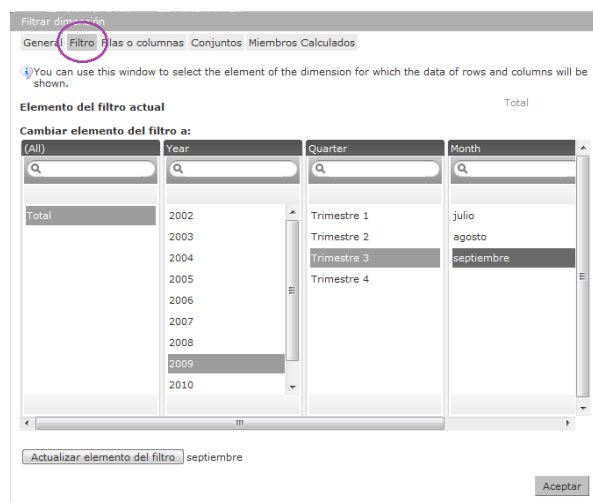 Filtrar dimensión
General Filtro Filas o columnas Conjuntos Miembros Calculados
You can use this window to select the element of the dimension for which the data of rows and columns will be
shown.
Elemento del filtro actual Total
Cambiar elemento del filtro a:
(All) Year Quarter Month
Total 2002 Trimestre 1 julio
2003 Trimestre 2 agosto
2004 Trimestre 3 septiembre
2005 Trimestre 4
2006
2007
2008
2009
2010
Actualizar elemento del filtro septiembre
Aceptar